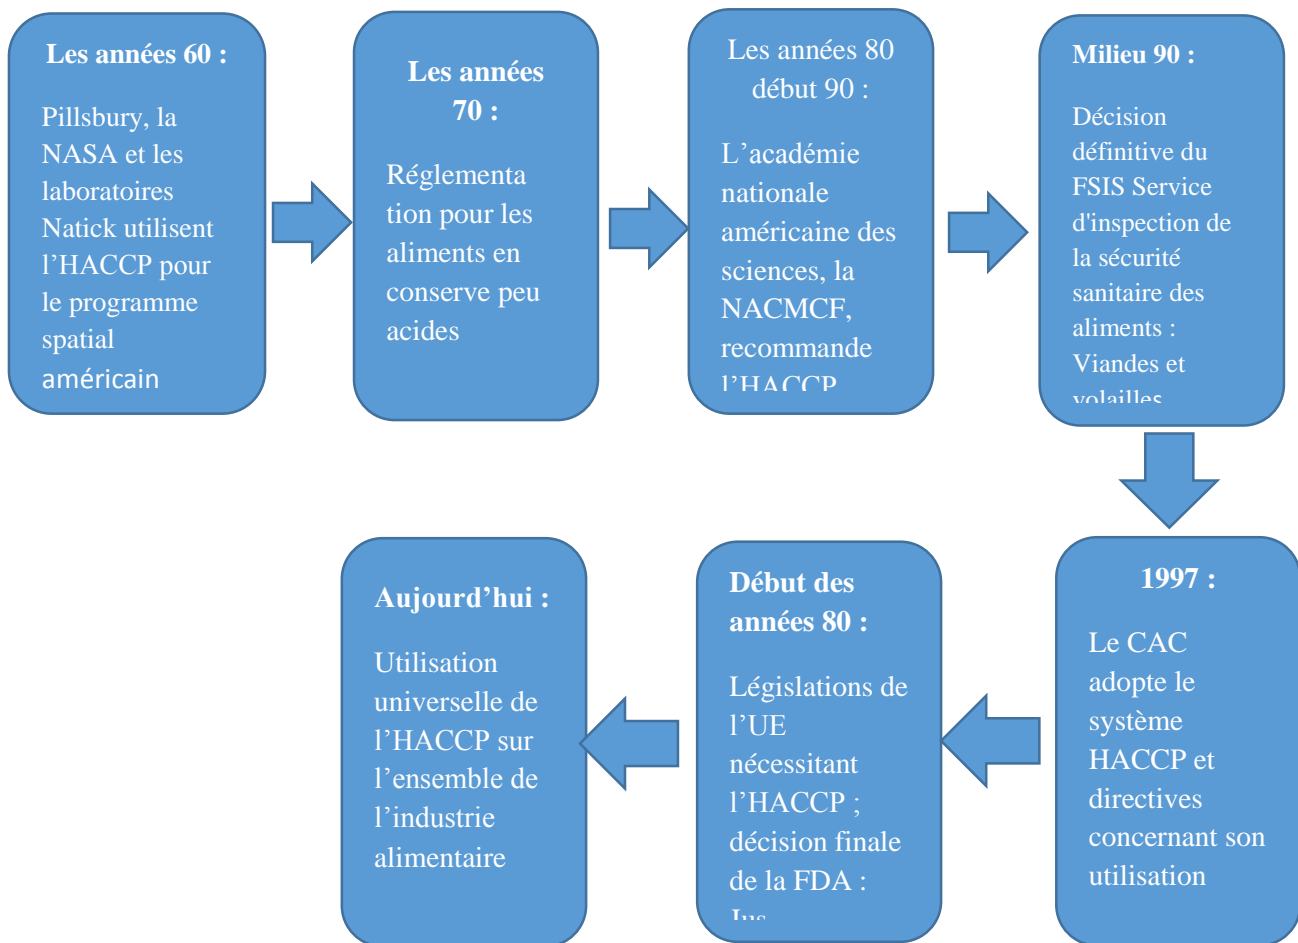 Les années 60 :
Pillsbury, la
NASA et les
laboratoires
Natick utilisent
l’HACCP pour
le programme
spatial
américain
Les années
70 :
Réglementa
tion pour les
aliments en
conserve peu
acides
Les années 80
début 90 :
L’académie
nationale
américaine des
sciences, la
NACMCF,
recommande
l’HACCP
Milieu 90 :
Décision
définitive du
FSIS Service
d'inspection de
la sécurité
sanitaire des
aliments :
Viandes et
volailles
1997 :
Le CAC
adopte le
système
HACCP et
directives
concernant son
utilisation
Début des
années 80 :
Législations de
l’UE
nécessitant
l’HACCP ;
décision finale
de la FDA :
Jus
Aujourd’hui :
Utilisation
universelle de
l’HACCP sur
l’ensemble de
l’industrie
alimentaire